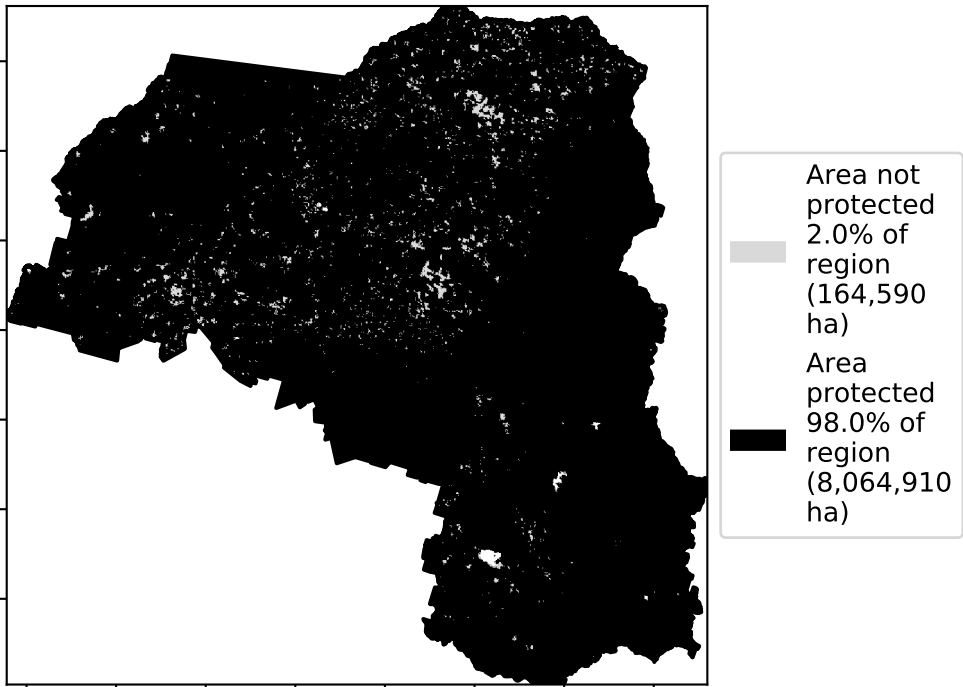 Area not
protected
2.0% of
region
(164,590
ha)
Area
protected
98.0% of
region
(8,064,910
ha)